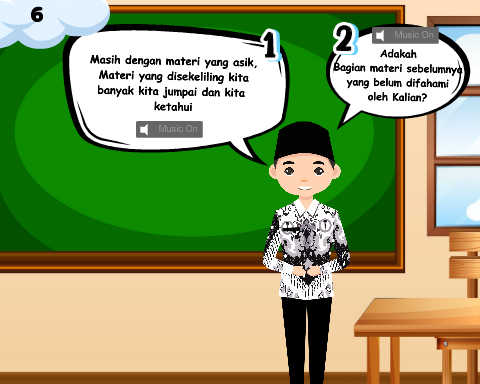 6
1
Masih dengan materi yang asik,
Materi yang disekeliling kita
banyak kita jumpai dan kita
ketahui
Music On
2
Music On
Adakah
Bagian materi sebelumnya
yang belum difahami
oleh Kalian?